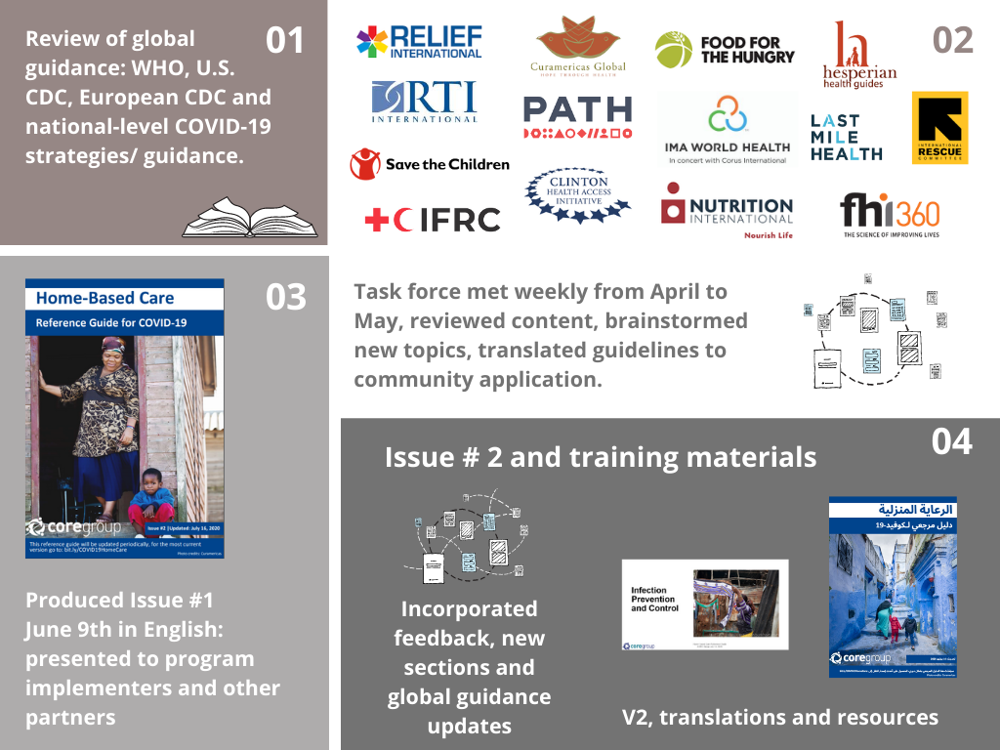 01
Review of global
guidance: WHO, U.S.
CDC, European CDC and
national-level COVID-19
strategies/ guidance.
02
RELIEF
INTERNATIONAL
Curamericas Global
HOPE THROUGH HEALTH
FOOD FOR
THE HUNGRY
hesperian
health guides
RTI
INTERNATIONAL
PATH
IMA WORLD HEALTH
In concert with Corus International
LAST
MILE
HEALTH
INTERNATIONAL
RESCUE
COMMITTEE
Save the Children
CLINTON
HEALTH ACCESS
INITIATIVE
IFRC
NUTRITION
INTERNATIONAL
Nourish Life
fhi360
THE SCIENCE OF IMPROVING LIVES
Task force met weekly from April to
May, reviewed content, brainstormed
new topics, translated guidelines to
community application.
03
Home-Based Care
Reference Guide for COVID-19
coregroup
Issue #2 | Updated: July 16, 2020
This reference guide will be updated periodically, for the most current
version go to: bit.ly/COVID19HomeCare
Photo credits: Curamericas
Produced Issue #1
June 9th in English:
presented to program
implementers and other
partners
04
Issue # 2 and training materials
Incorporated
feedback, new
sections and
global guidance
updates
Infection
Prevention
and Control
coregroup
الرعاية المنزلية
دليل مرجعي لـكوفيد-19
coregroup
V2, translations and resources